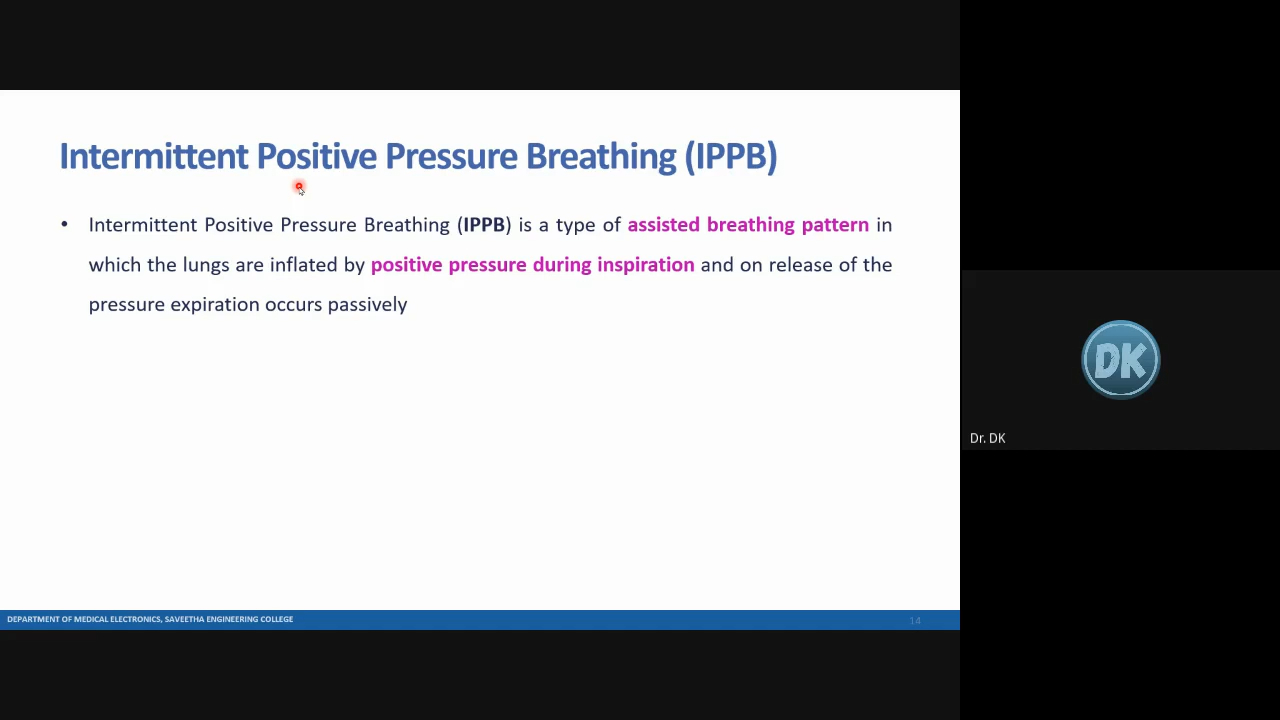 Intermittent Positive Pressure Breathing (IPPB)
• Intermittent Positive Pressure Breathing (IPPB) is a type of assisted breathing pattern in
which the lungs are inflated by positive pressure during inspiration and on release of the
pressure expiration occurs passively
DK
Dr. DK
DEPARTMENT OF MEDICAL ELECTRONICS, SAVEETHA ENGINEERING COLLEGE
14